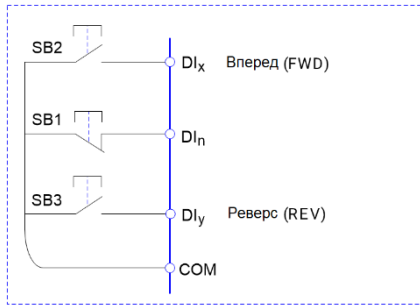 SB2 DIx Вперед (FWD)
SB1 DIn
SB3 DIy Реверс (REV)
COM